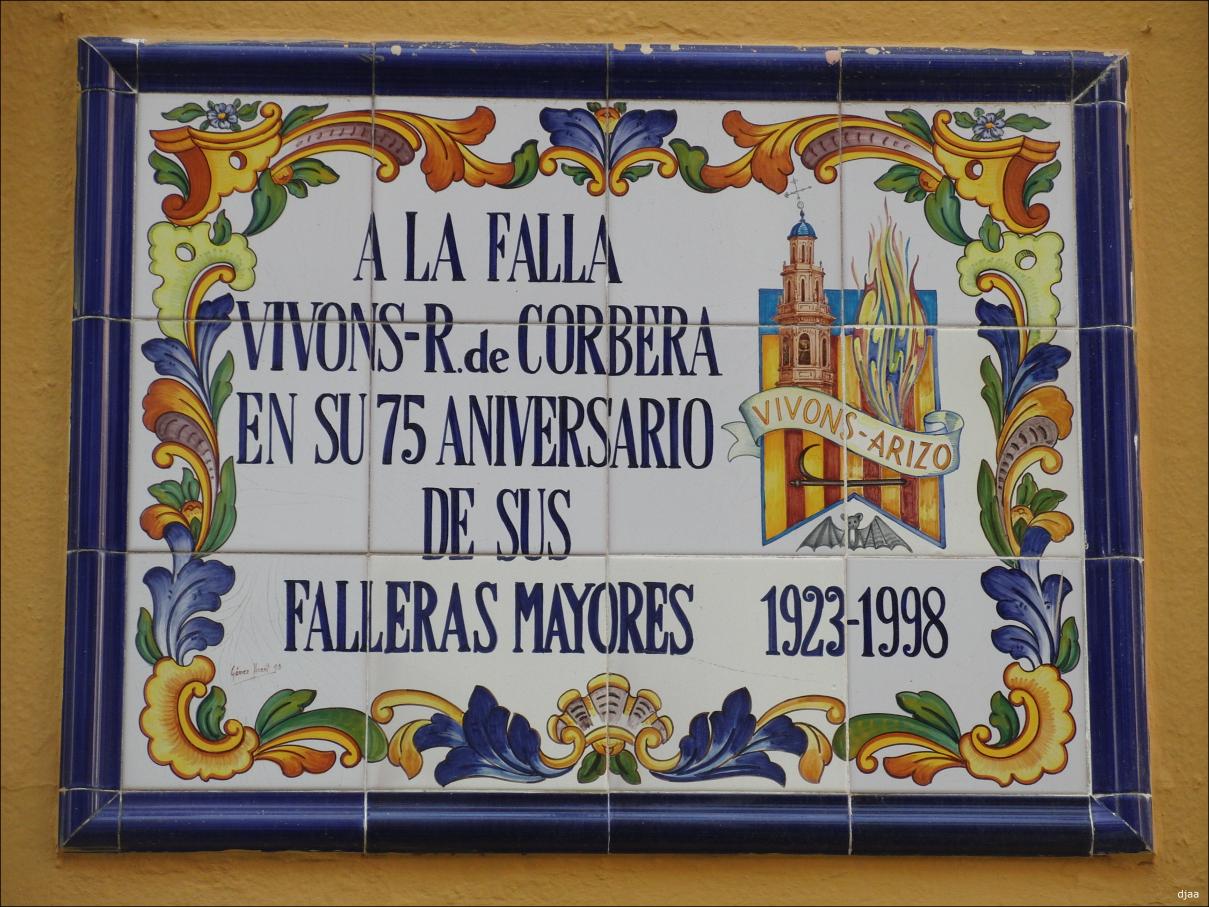 A LA FALLA
VIVONS-R. de CORBERA
EN SU 75 ANIVERSARIO
DE SUS
FALLERAS MAYORES 1923-1998
VIVONS-ARIZO
djaa